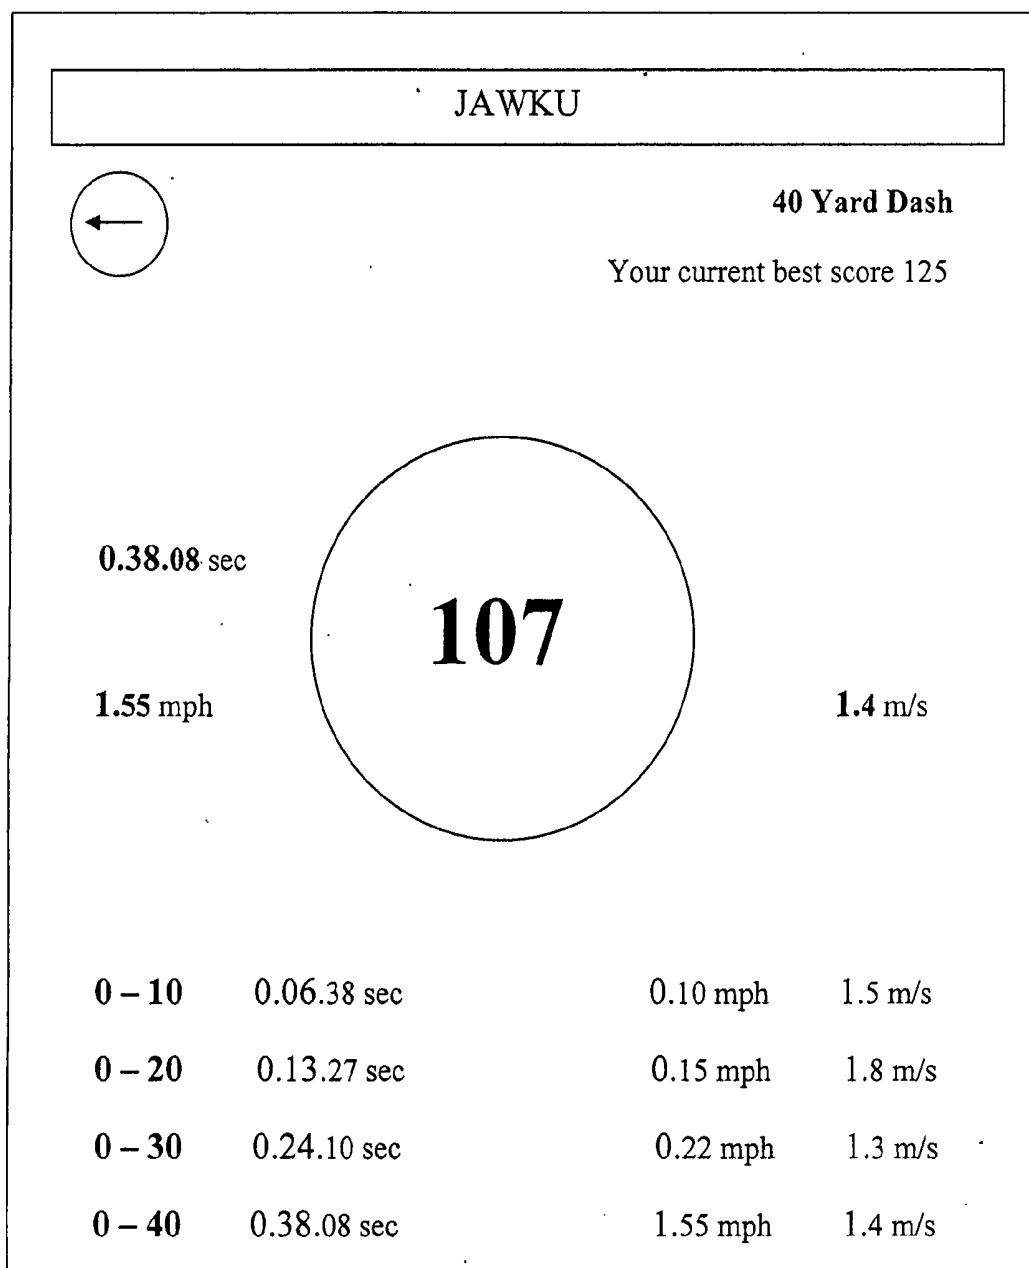 JAWKU
40 Yard Dash
Your current best score 125
0.38.08 sec
107
1.55 mph
1.4 m/s
0 – 10 0.06.38 sec 0.10 mph 1.5 m/s
0 – 20 0.13.27 sec 0.15 mph 1.8 m/s
0 – 30 0.24.10 sec 0.22 mph 1.3 m/s
0 – 40 0.38.08 sec 1.55 mph 1.4 m/s